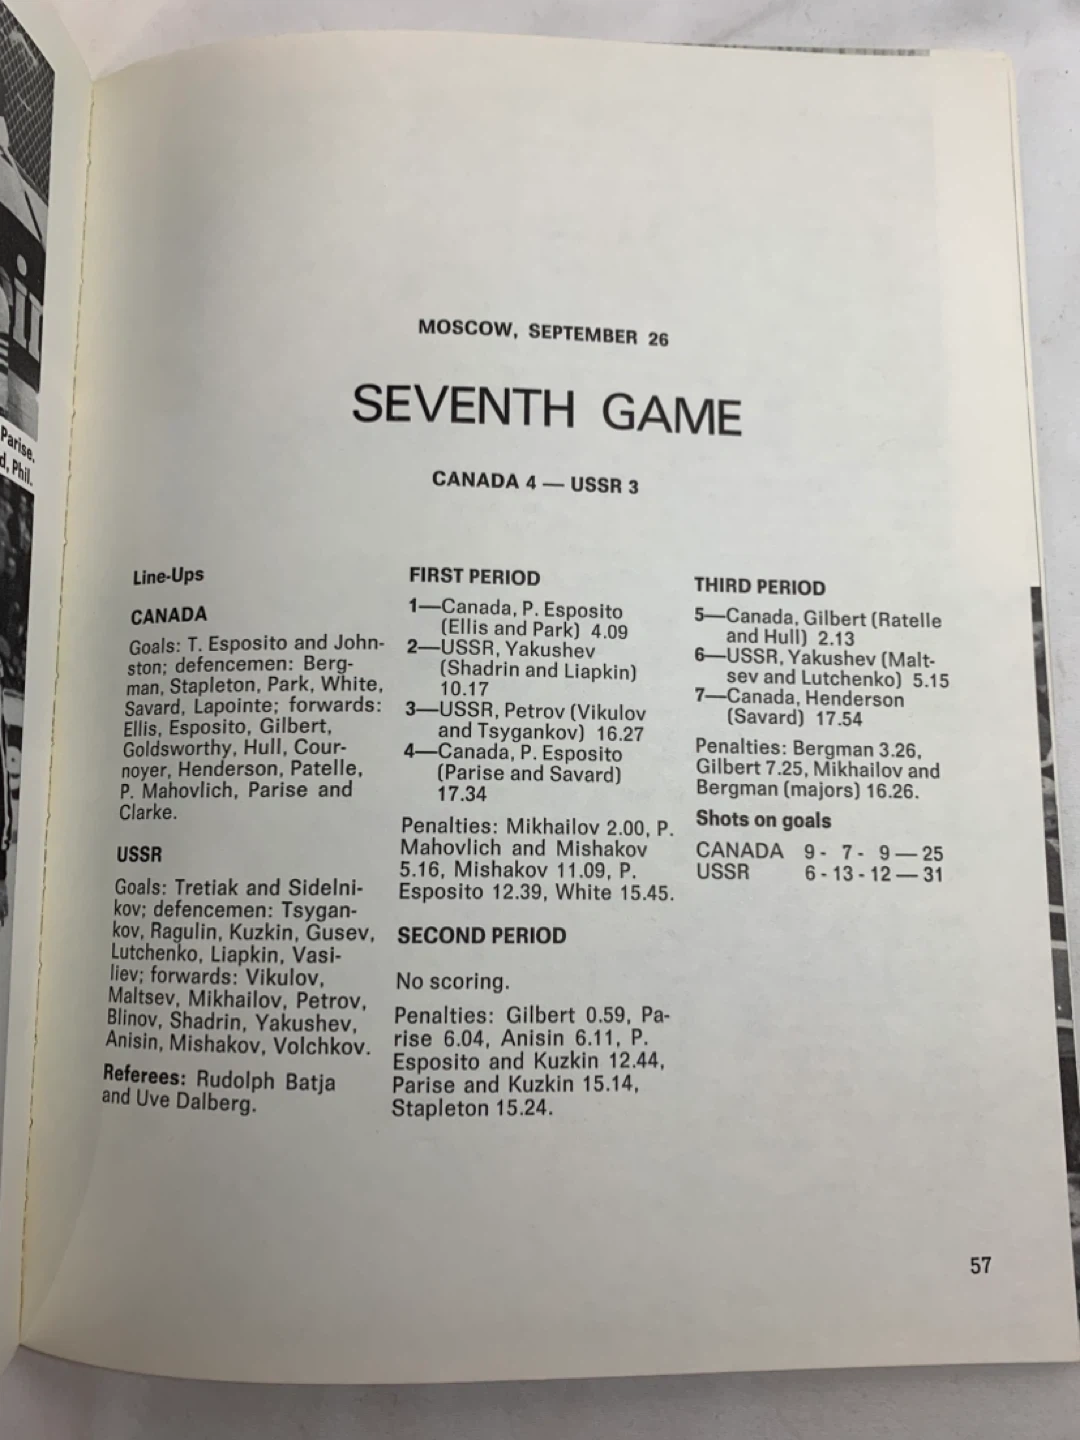 Parise.
d, Phil.
MOSCOW, SEPTEMBER 26
SEVENTH GAME
CANADA 4 — USSR 3
Line-Ups
CANADA
Goals: T. Esposito and John-
ston; defencemen: Berg-
man, Stapleton, Park, White,
Savard, Lapointe; forwards:
Ellis, Esposito, Gilbert,
Goldsworthy, Hull, Cour-
noyer, Henderson, Patelle,
P. Mahovlich, Parise and
Clarke.
USSR
Goals: Tretiak and Sidelni-
kov; defencemen: Tsygan-
kov, Ragulin, Kuzkin, Gusev,
Lutchenko, Liapkin, Vasi-
liev; forwards: Vikulov,
Maltsev, Mikhailov, Petrov,
Blinov, Shadrin, Yakushev,
Anisin, Mishakov, Volchkov.
Referees: Rudolph Batja
and Uve Dalberg.
FIRST PERIOD
1—Canada, P. Esposito
(Ellis and Park) 4.09
2—USSR, Yakushev
(Shadrin and Liapkin)
10.17
3—USSR, Petrov (Vikulov
and Tsygankov) 16.27
4—Canada, P. Esposito
(Parise and Savard)
17.34
Penalties: Mikhailov 2.00, P.
Mahovlich and Mishakov
5.16, Mishakov 11.09, P.
Esposito 12.39, White 15.45.
SECOND PERIOD
No scoring.
Penalties: Gilbert 0.59, Pa-
rise 6.04, Anisin 6.11, P.
Esposito and Kuzkin 12.44,
Parise and Kuzkin 15.14,
Stapleton 15.24.
THIRD PERIOD
5—Canada, Gilbert (Ratelle
and Hull) 2.13
6—USSR, Yakushev (Malt-
sev and Lutchenko) 5.15
7—Canada, Henderson
(Savard) 17.54
Penalties: Bergman 3.26,
Gilbert 7.25, Mikhailov and
Bergman (majors) 16.26.
Shots on goals
CANADA 9 - 7 - 9 — 25
USSR 6 - 13 - 12 — 31
57